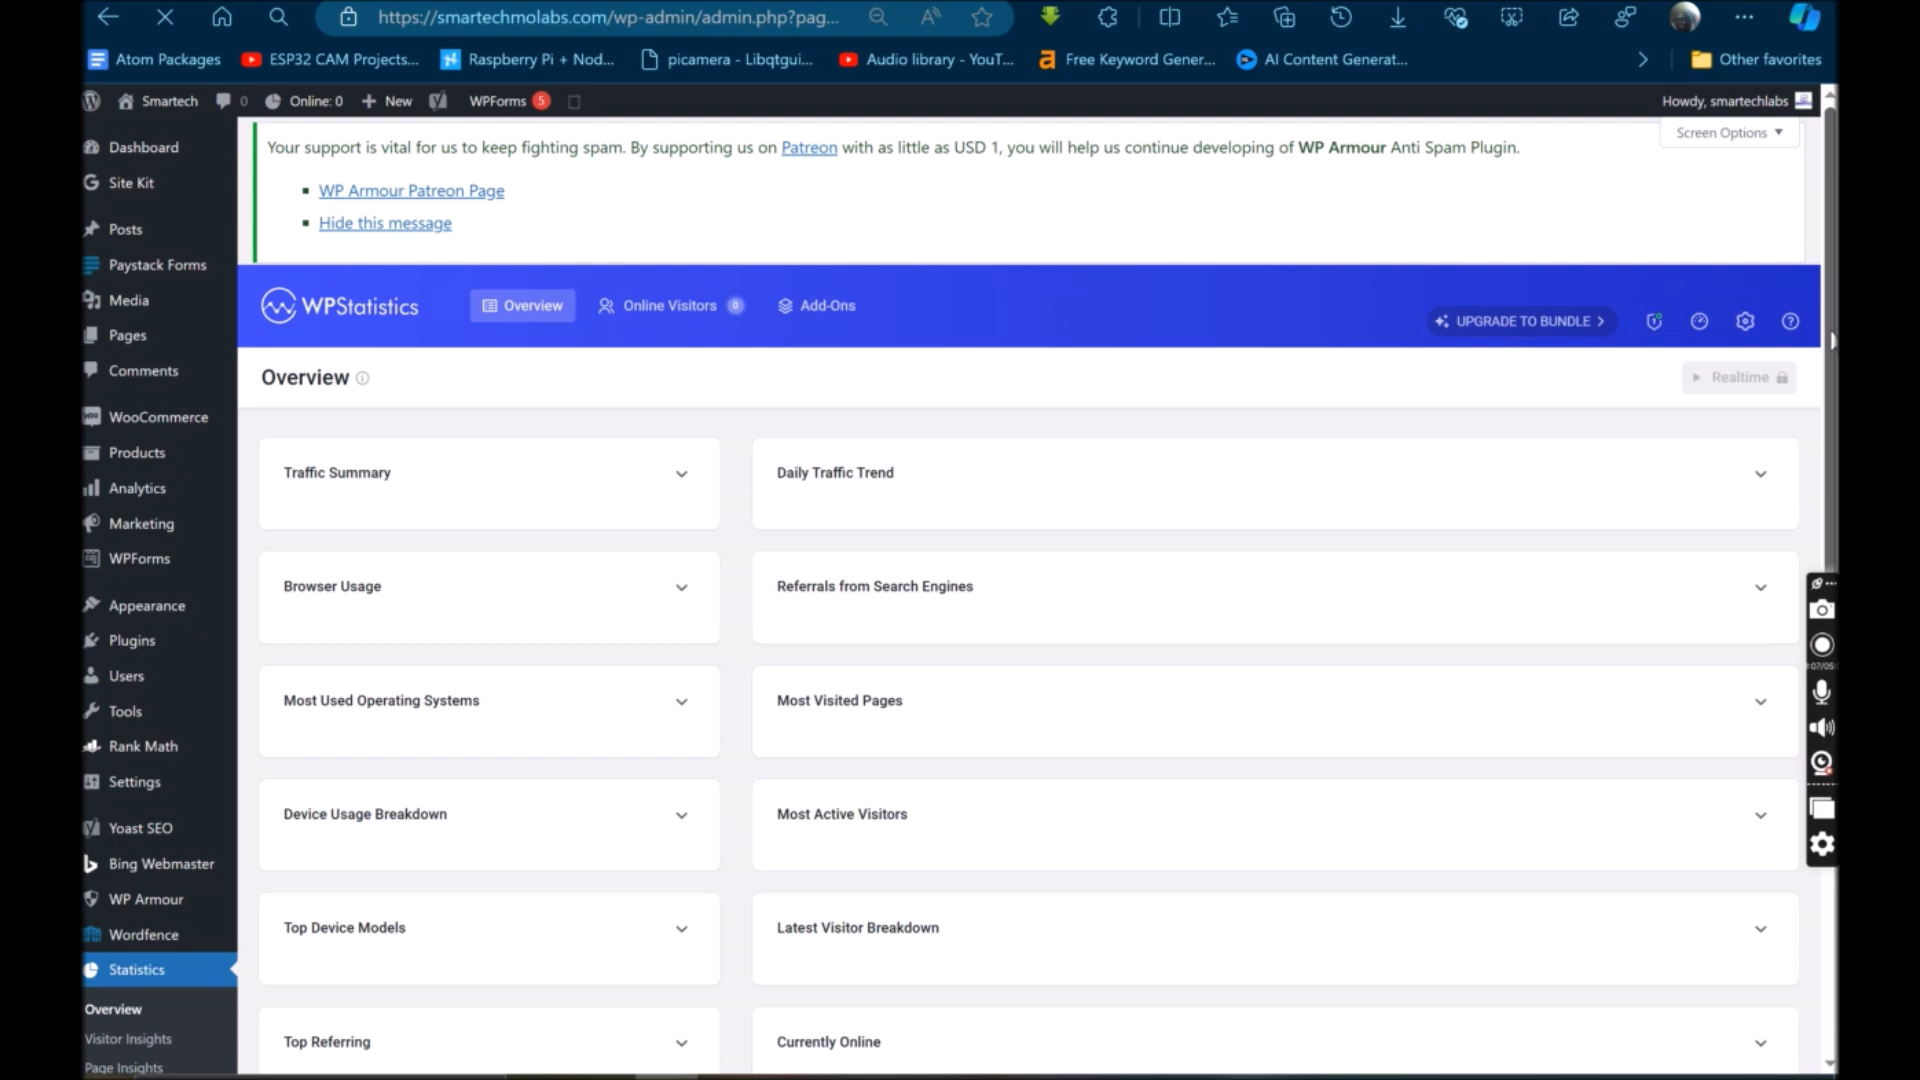 https://smartechmolabs.com/wp-admin/admin.php?pag...
Atom Packages
ESP32 CAM Projects...
Raspberry Pi + Nod...
picamera - Libqtgui...
Audio library - YouT...
Free Keyword Gener...
AI Content Generat...
Other favorites
Smartech
0
Online: 0
New
WPForms 5
Howdy, smartechlabs
Screen Options
Dashboard
Site Kit
Posts
Paystack Forms
Media
Pages
Comments
WooCommerce
Products
Analytics
Marketing
WPForms
Appearance
Plugins
Users
Tools
Rank Math
Settings
Yoast SEO
Bing Webmaster
WP Armour
Wordfence
Statistics
Overview
Visitor Insights
Page Insights
Your support is vital for us to keep fighting spam. By supporting us on Patreon with as little as USD 1, you will help us continue developing of WP Armour Anti Spam Plugin.
WP Armour Patreon Page
Hide this message
WPStatistics
Overview
Online Visitors 0
Add-Ons
UPGRADE TO BUNDLE
Overview
Realtime
Traffic Summary
Daily Traffic Trend
Browser Usage
Referrals from Search Engines
Most Used Operating Systems
Most Visited Pages
Device Usage Breakdown
Most Active Visitors
Top Device Models
Latest Visitor Breakdown
Top Referring
Currently Online